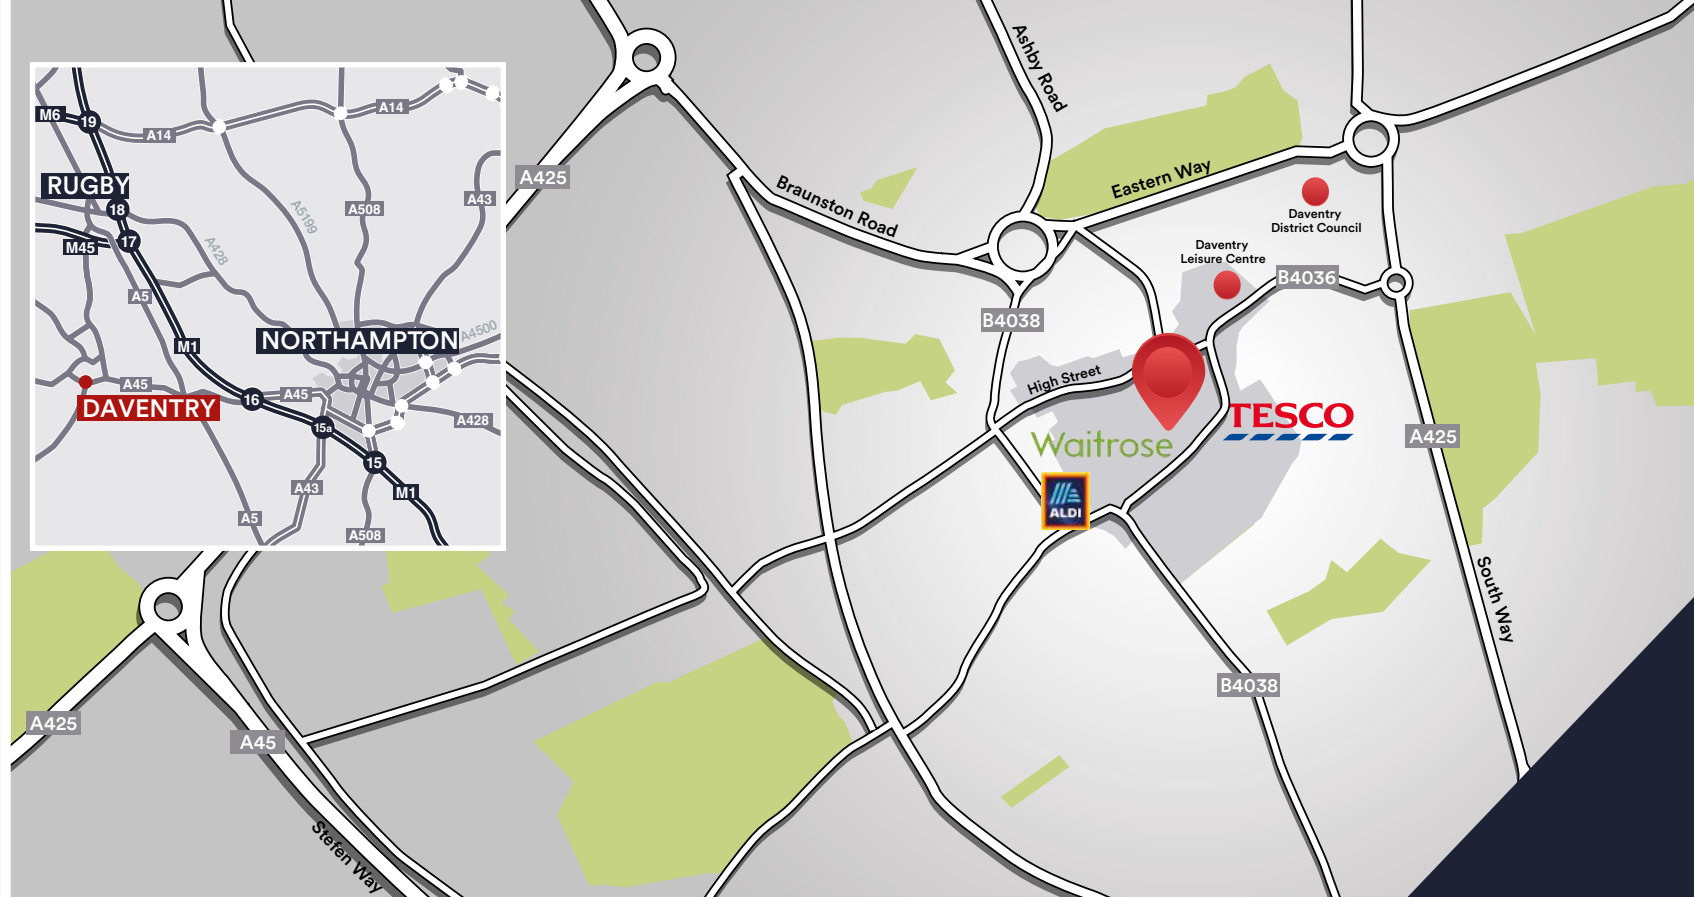 Ashby Road
Eastern Way
Braunston Road
A425
Daventry
District Council
Daventry
Leisure Centre
B4036
B4038
High Street
TESCO
Waitrose
ALDI
A425
South Way
B4038
A425
A45
Stefen Way
M6
19
A14
A14
RUGBY
18
A5199
A508
A43
M45
17
A428
A5
M1
NORTHAMPTON
A4500
A45
DAVENTRY
16
A45
15a
A428
15
A43
M1
A5
A508